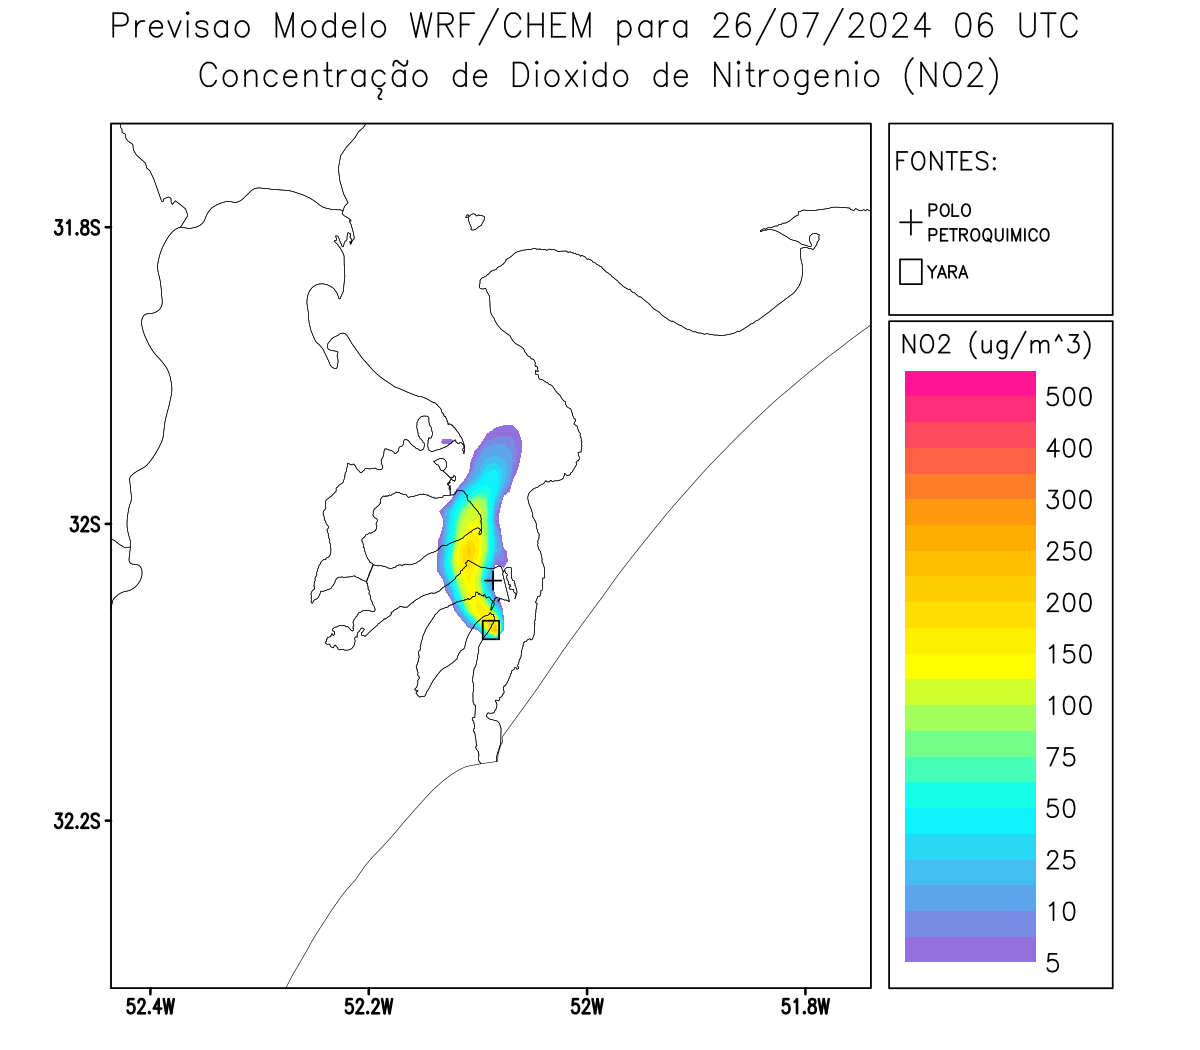 Previsao Modelo WRF/CHEM para 26/07/2024 06 UTC
Concentração de Dioxido de Nitrogenio (NO2)
FONTES:
POLO
PETROQUIMICO
YARA
NO2 (ug/m^3)
500
400
300
250
200
150
100
75
50
25
10
5
31.8S
32S
32.2S
52.4W
52.2W
52W
51.8W